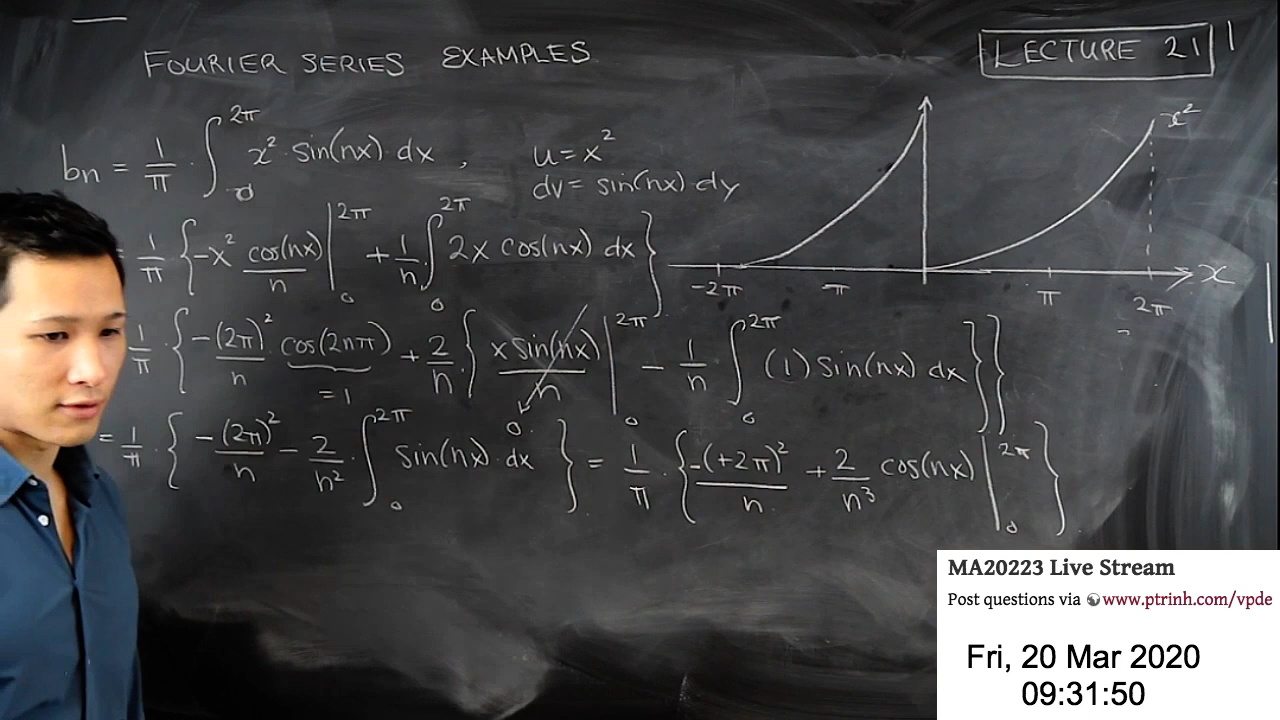 FOURIER SERIES EXAMPLES
LECTURE 21
bn = 1/π · ∫₀^2π x² · sin(nx) · dx , u = x²
dv = sin(nx) · dy
1/π · { -x² cos(nx)/n |₀^2π + 1/n · ∫₀^2π 2x cos(nx) dx }
1/π · { -(2π)²/n · cos(2nπ) + 2/n · { x sin(nx)/n |₀^2π - 1/n · ∫₀^2π (1) sin(nx) dx } }
= 1
0
= 1/π · { -(2π)²/n - 2/n² · ∫₀^2π sin(nx) · dx } = 1/π · { -(+2π)²/n + 2/n³ cos(nx) |₀^2π }
x²
-2π -π π 2π
x
MA20223 Live Stream
Post questions via www.ptrinh.com/vpde
Fri, 20 Mar 2020
09:31:50